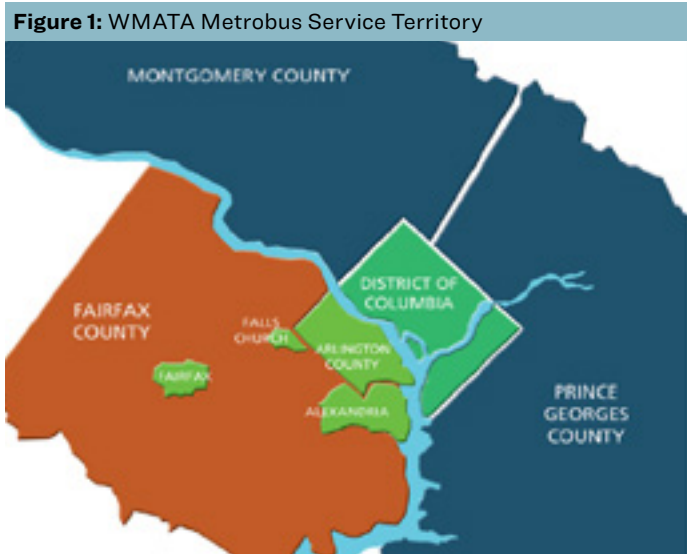 Figure 1: WMATA Metrobus Service Territory
MONTGOMERY COUNTY
DISTRICT OF
COLUMBIA
FAIRFAX
COUNTY
FALLS
CHURCH
ARLINGTON
COUNTY
FAIRFAX
ALEXANDRIA
PRINCE
GEORGES
COUNTY